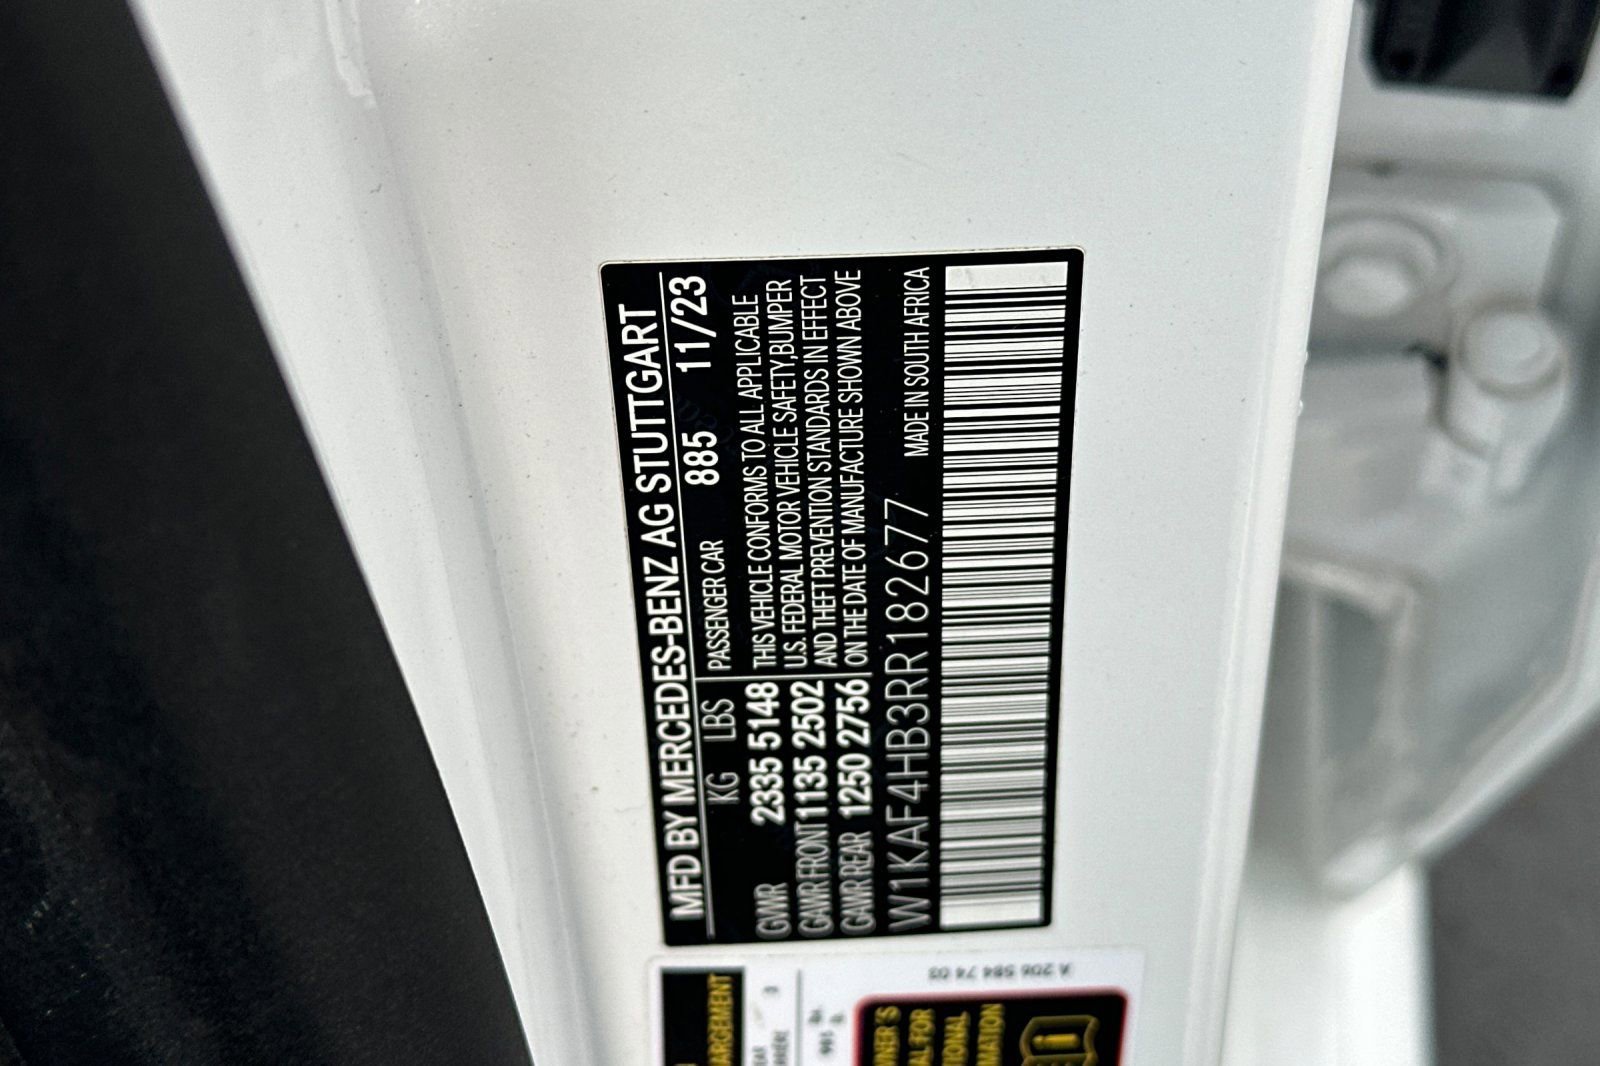 MFD BY MERCEDES-BENZ AG STUTTGART
KG LBS PASSENGER CAR 885 11/23
GVWR 2335 5148 THIS VEHICLE CONFORMS TO ALL APPLICABLE
U.S. FEDERAL MOTOR VEHICLE SAFETY,BUMPER
GAWR FRONT 1135 2502 AND THEFT PREVENTION STANDARDS IN EFFECT
GAWR REAR 1250 2756 ON THE DATE OF MANUFACTURE SHOWN ABOVE
W1KAF4HB3RR182677 MADE IN SOUTH AFRICA
A 206 584 74 03